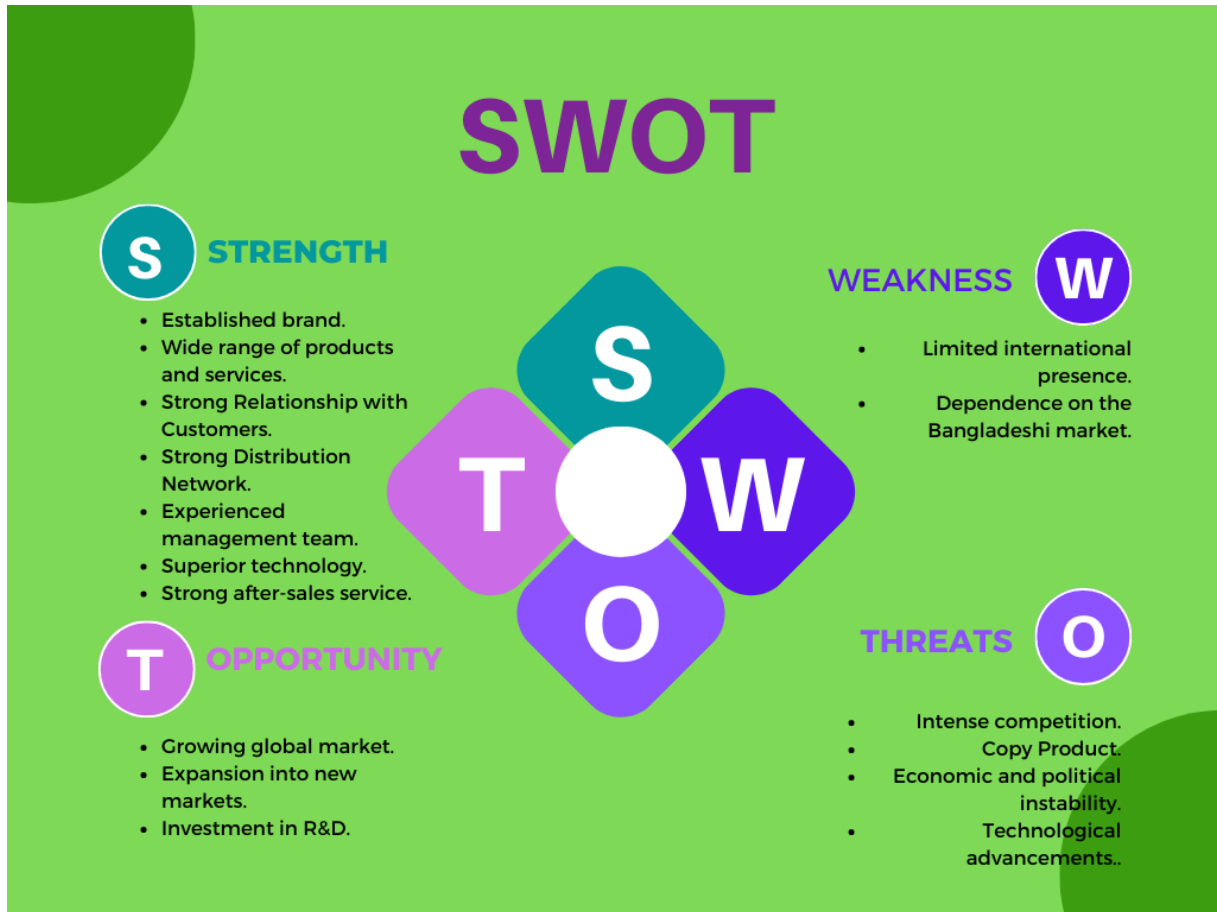 SWOT
S
STRENGTH
• Established brand.
• Wide range of products
and services.
• Strong Relationship with
Customers.
• Strong Distribution
Network.
• Experienced
management team.
• Superior technology.
• Strong after-sales service.
WEAKNESS
W
• Limited international
presence.
• Dependence on the
Bangladeshi market.
S
T
W
O
T
OPPORTUNITY
• Growing global market.
• Expansion into new
markets.
• Investment in R&D.
THREATS
O
• Intense competition.
• Copy Product.
• Economic and political
instability.
• Technological
advancements..